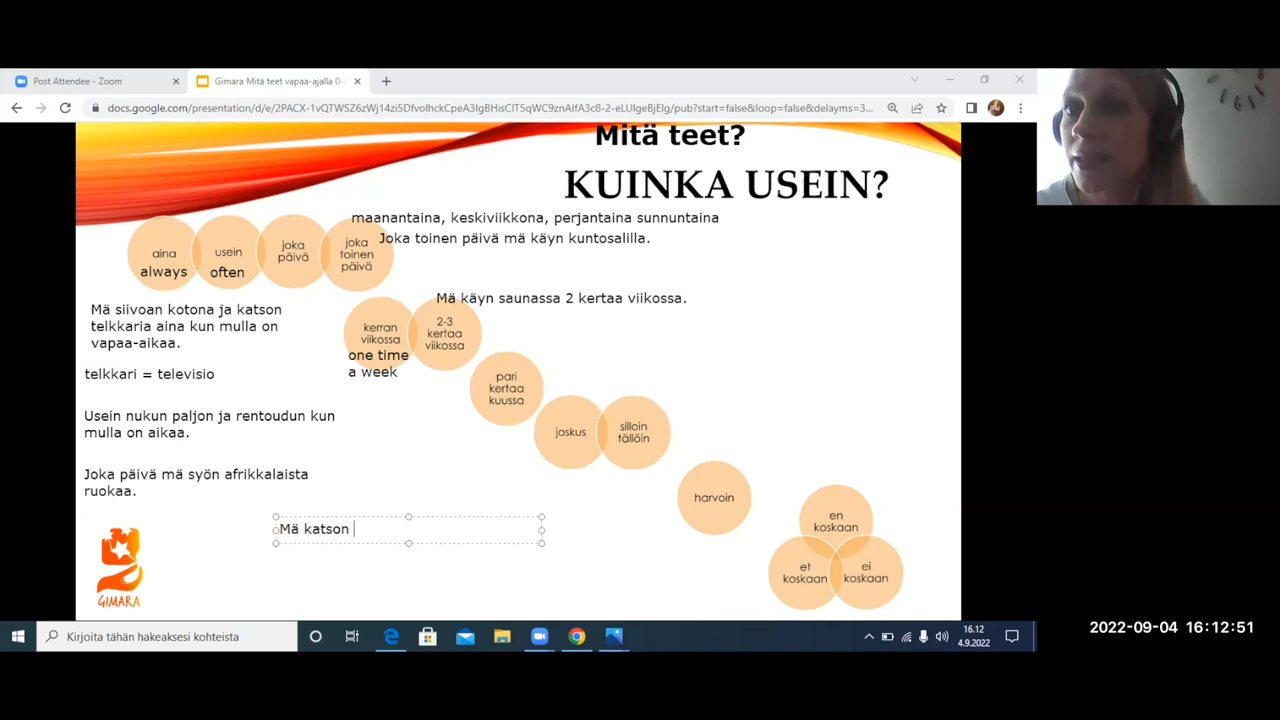 Post Attendee - Zoom
Gimara Mitä teet vapaa-ajalla 0-
docs.google.com/presentation/d/e/2PACX-1vQTWSZ6zWj14zi5DfvolhckCpeA3IgBHisClT5qWC9znAIfA3c8-2-eLUIgeBjEIg/pub?start=false&loop=false&delayms=3...
Mitä teet?
KUINKA USEIN?
maanantaina, keskiviikkona, perjantaina sunnuntaina
Joka toinen päivä mä käyn kuntosalilla.
aina
always
usein
often
joka
päivä
joka
toinen
päivä
Mä käyn saunassa 2 kertaa viikossa.
Mä siivoan kotona ja katson
telkkaria aina kun mulla on
vapaa-aikaa.
kerran
viikossa
one time
a week
2-3
kertaa
viikossa
telkkari = televisio
pari
kertaa
kuussa
Usein nukun paljon ja rentoudun kun
mulla on aikaa.
joskus
silloin
tällöin
Joka päivä mä syön afrikkalaista
ruokaa.
harvoin
Mä katson
en
koskaan
et
koskaan
ei
koskaan
GIMARA
Kirjoita tähän hakeaksesi kohteista
16.12
4.9.2022
2022-09-04 16:12:51